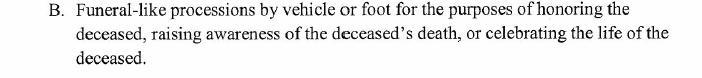 B. Funeral-like processions by vehicle or foot for the purposes of honoring the
deceased, raising awareness of the deceased's death, or celebrating the life of the
deceased.